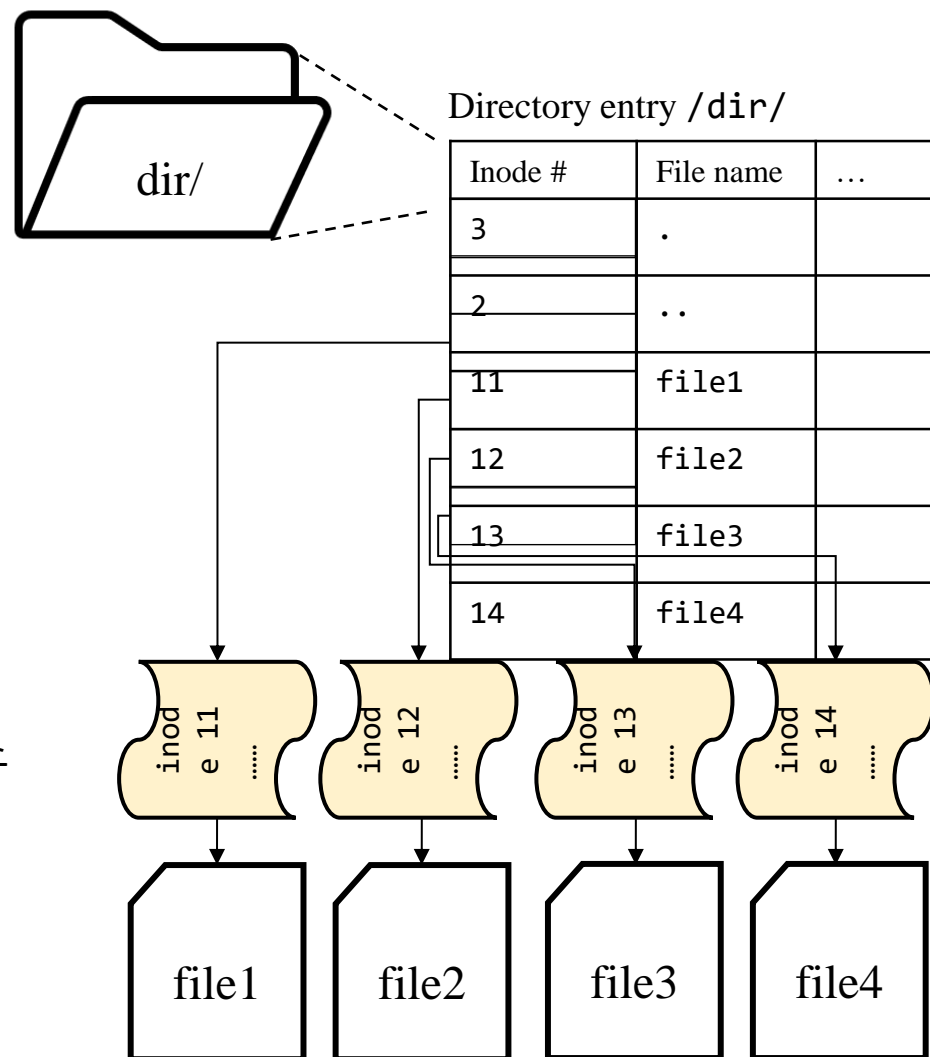 dir/
Directory entry /dir/
Inode # File name …
3 .
2 ..
11 file1
12 file2
13 file3
14 file4
inod
e 11
……
inod
e 12
……
inod
e 13
……
inod
e 14
……
file1 file2 file3 file4